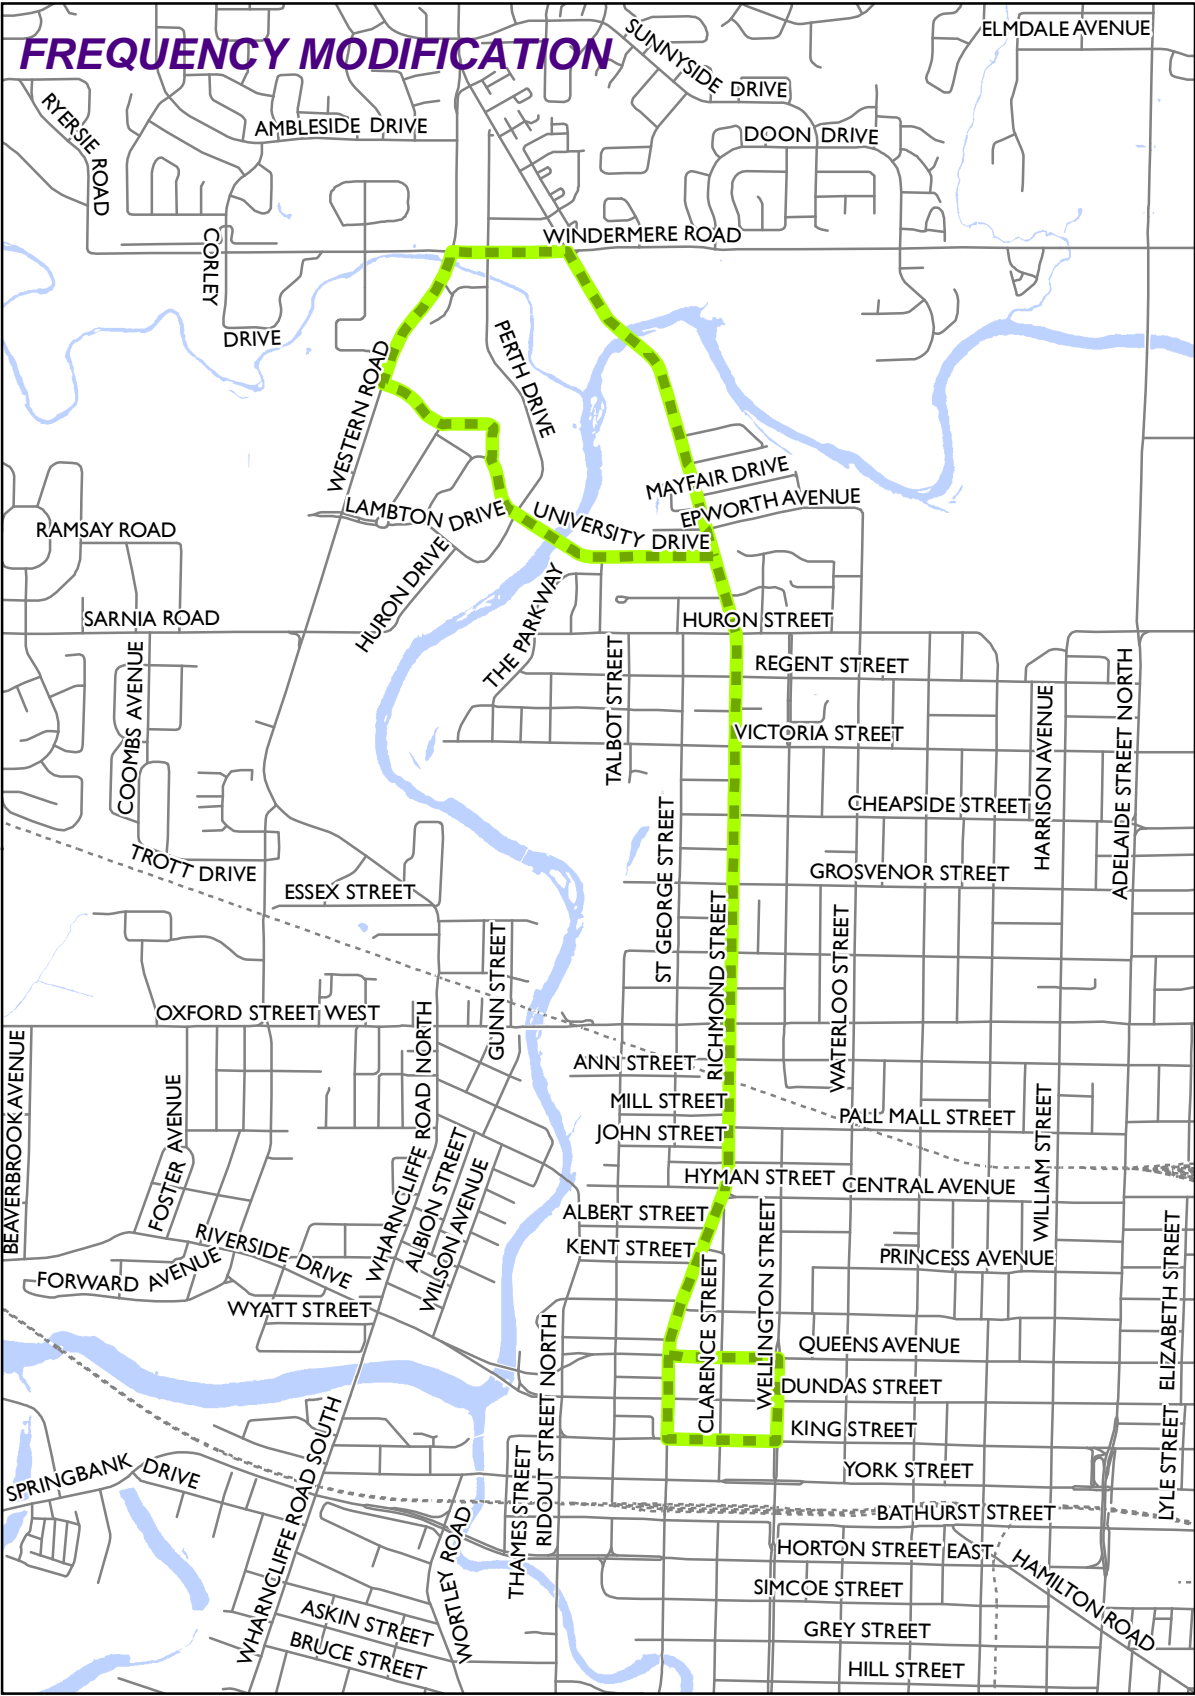 FREQUENCY MODIFICATION
SUNNYSIDE DRIVE
ELMDALE AVENUE
RYERSIE ROAD
AMBLESIDE DRIVE
DOON DRIVE
WINDERMERE ROAD
CORLEY
DRIVE
PERTH DRIVE
WESTERN ROAD
MAYFAIR DRIVE
EPWORTH AVENUE
LAMBTON DRIVE
UNIVERSITY DRIVE
RAMSAY ROAD
HURON DRIVE
THE PARKWAY
SARNIA ROAD
HURON STREET
REGENT STREET
COOMBS AVENUE
TALBOT STREET
HARRISON AVENUE
ADELAIDE STREET NORTH
VICTORIA STREET
CHEAPSIDE STREET
TROTT DRIVE
ST GEORGE STREET
GROSVENOR STREET
ESSEX STREET
GUNN STREET
RICHMOND STREET
WATERLOO STREET
OXFORD STREET WEST
WHARNCLIFFE ROAD NORTH
BEAVERBROOK AVENUE
ANN STREET
FOSTER AVENUE
MILL STREET
PALL MALL STREET
WILLIAM STREET
JOHN STREET
ALBION STREET
WILSON AVENUE
HYMAN STREET
CENTRAL AVENUE
ALBERT STREET
WELLINGTON STREET
ELIZABETH STREET
RIVERSIDE DRIVE
KENT STREET
CLARENCE STREET
PRINCESS AVENUE
FORWARD AVENUE
WYATT STREET
QUEENS AVENUE
DUNDAS STREET
RIDOUT STREET NORTH
KING STREET
WHARNCLIFFE ROAD SOUTH
SPRINGBANK DRIVE
THAMES STREET
YORK STREET
LYLE STREET
BATHURST STREET
WORTLEY ROAD
HORTON STREET EAST
HAMILTON ROAD
SIMCOE STREET
ASKIN STREET
GREY STREET
BRUCE STREET
HILL STREET